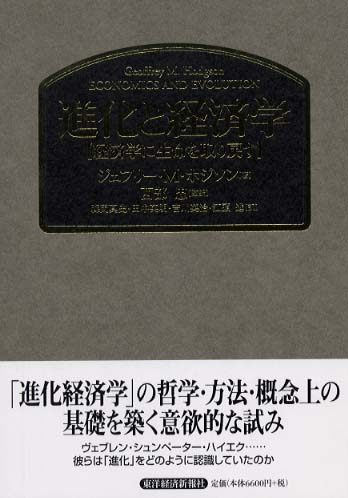 Geoffrey M. Hodgson
ECONOMICS AND EVOLUTION
進化と経済学
【経済学に生命を取り戻す】
ジェフリー・M・ホジソン[著]
西部 忠[監訳]
「進化経済学」の哲学・方法・概念上の
基礎を築く意欲的な試み
ヴェブレン・シュンペーター・ハイエク……
彼らは「進化」をどのように認識していたのか
東洋経済新報社 定価(本体6600円+税)